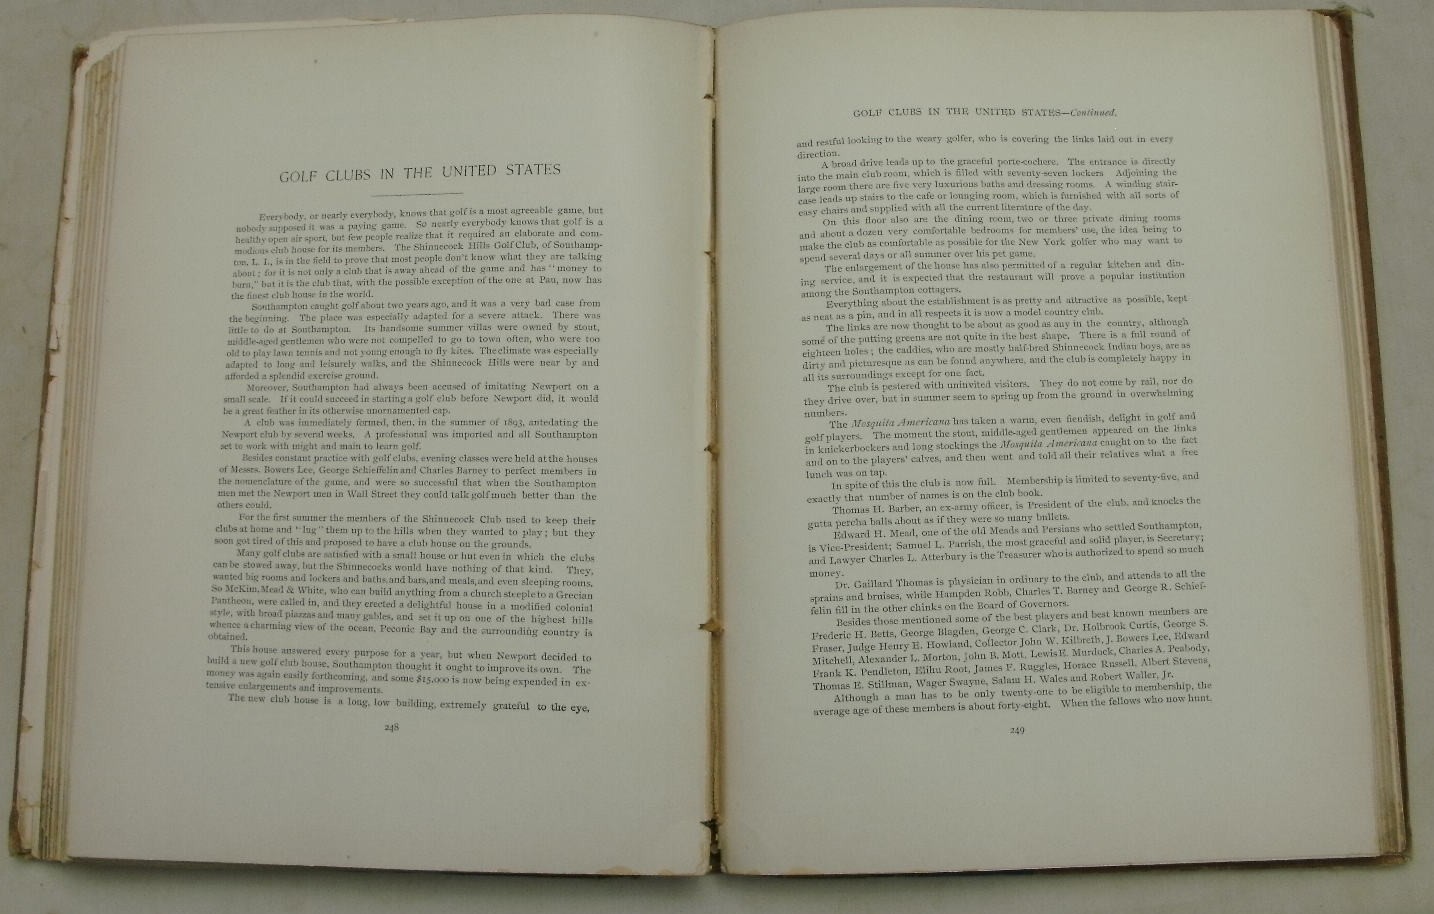 GOLF CLUBS IN THE UNITED STATES
Everybody, or nearly everybody, knows that golf is a most agreeable game, but
nobody supposed it was a paying game. So nearly everybody knows that golf is a
healthy open air sport, but few people realize that it required an elaborate and com-
modious club house for its members. The Shinnecock Hills Golf Club, of Southamp-
ton, L. I., is in the field to prove that most people don't know what they are talking
about; for it is not only a club that is away ahead of the game and has "money to
burn," but it is the club that, with the possible exception of the one at Pau, now has
the finest club house in the world.
Southampton caught golf about two years ago, and it was a very bad case from
the beginning. The place was especially adapted for a severe attack. There was
little to do at Southampton. Its handsome summer villas were owned by stout,
middle-aged gentlemen who were not compelled to go to town often, who were too
old to play lawn tennis and not young enough to fly kites. The climate was especially
adapted to long and leisurely walks, and the Shinnecock Hills were near by and
afforded a splendid exercise ground.
Moreover, Southampton had always been accused of imitating Newport on a
small scale. If it could succeed in starting a golf club before Newport did, it would
be a great feather in its otherwise unornamented cap.
A club was immediately formed, then, in the summer of 1893, antedating the
Newport club by several weeks. A professional was imported and all Southampton
set to work with might and main to learn golf.
Besides constant practice with golf clubs, evening classes were held at the houses
of Messrs. Bowers Lee, George Schieffelin and Charles Barney to perfect members in
the nomenclature of the game, and were so successful that when the Southampton
men met the Newport men in Wall Street they could talk golf much better than the
others could.
For the first summer the members of the Shinnecock Club used to keep their
clubs at home and "lug" them up to the hills when they wanted to play; but they
soon got tired of this and proposed to have a club house on the grounds.
Many golf clubs are satisfied with a small house or hut even in which the clubs
can be stowed away, but the Shinnecocks would have nothing of that kind. They,
wanted big rooms and lockers and baths, and bars, and meals, and even sleeping rooms.
So McKim, Mead & White, who can build anything from a church steeple to a Grecian
Pantheon, were called in, and they erected a delightful house in a modified colonial
style, with broad piazzas and many gables, and set it up on one of the highest hills
whence a charming view of the ocean, Peconic Bay and the surrounding country is
obtained.
This house answered every purpose for a year, but when Newport decided to
build a new golf club house, Southampton thought it ought to improve its own. The
money was again easily forthcoming, and some $15,000 is now being expended in ex-
tensive enlargements and improvements.
The new club house is a long, low building, extremely grateful to the eye,
248
GOLF CLUBS IN THE UNITED STATES—Continued.
and restful looking to the weary golfer, who is covering the links laid out in every
direction.
A broad drive leads up to the graceful porte-cochere. The entrance is directly
into the main club room, which is filled with seventy-seven lockers Adjoining the
large room there are five very luxurious baths and dressing rooms. A winding stair-
case leads up stairs to the cafe or lounging room, which is furnished with all sorts of
easy chairs and supplied with all the current literature of the day.
On this floor also are the dining room, two or three private dining rooms
and about a dozen very comfortable bedrooms for members' use, the idea being to
make the club as comfortable as possible for the New York golfer who may want to
spend several days or all summer over his pet game.
The enlargement of the house has also permitted of a regular kitchen and din-
ing service, and it is expected that the restaurant will prove a popular institution
among the Southampton cottagers.
Everything about the establishment is as pretty and attractive as possible, kept
as neat as a pin, and in all respects it is now a model country club.
The links are now thought to be about as good as any in the country, although
some of the putting greens are not quite in the best shape. There is a full round of
eighteen holes; the caddies, who are mostly half-bred Shinnecock Indian boys, are as
dirty and picturesque as can be found anywhere, and the club is completely happy in
all its surroundings except for one fact.
The club is pestered with uninvited visitors. They do not come by rail, nor do
they drive over, but in summer seem to spring up from the ground in overwhelming
numbers.
The Mosquita Americana has taken a warm, even fiendish, delight in golf and
golf players. The moment the stout, middle-aged gentlemen appeared on the links
in knickerbockers and long stockings the Mosquita Americana caught on to the fact
and on to the players' calves, and then went and told all their relatives what a free
lunch was on tap.
In spite of this the club is now full. Membership is limited to seventy-five, and
exactly that number of names is on the club book.
Thomas H. Barber, an ex-army officer, is President of the club, and knocks the
gutta percha balls about as if they were so many bullets.
Edward H. Mead, one of the old Meads and Persians who settled Southampton,
is Vice-President; Samuel L. Parrish, the most graceful and solid player, is Secretary;
and Lawyer Charles L. Atterbury is the Treasurer who is authorized to spend so much
money.
Dr. Gaillard Thomas is physician in ordinary to the club, and attends to all the
sprains and bruises, while Hampden Robb, Charles T. Barney and George R. Schief-
felin fill in the other chinks on the Board of Governors.
Besides those mentioned some of the best players and best known members are
Frederic H. Betts, George Blagden, George C. Clark, Dr. Holbrook Curtis, George S.
Fraser, Judge Henry E. Howland, Collector John W. Kilbreth, J. Bowers Lee, Edward
Mitchell, Alexander L. Morton, John B. Mott, Lewis E. Murdock, Charles A. Peabody,
Frank K. Pendleton, Elihu Root, James F. Ruggles, Horace Russell, Albert Stevens,
Thomas E. Stillman, Wager Swayne, Salam H. Wales and Robert Waller, Jr.
Although a man has to be only twenty-one to be eligible to membership, the
average age of these members is about forty-eight. When the fellows who now hunt,
249